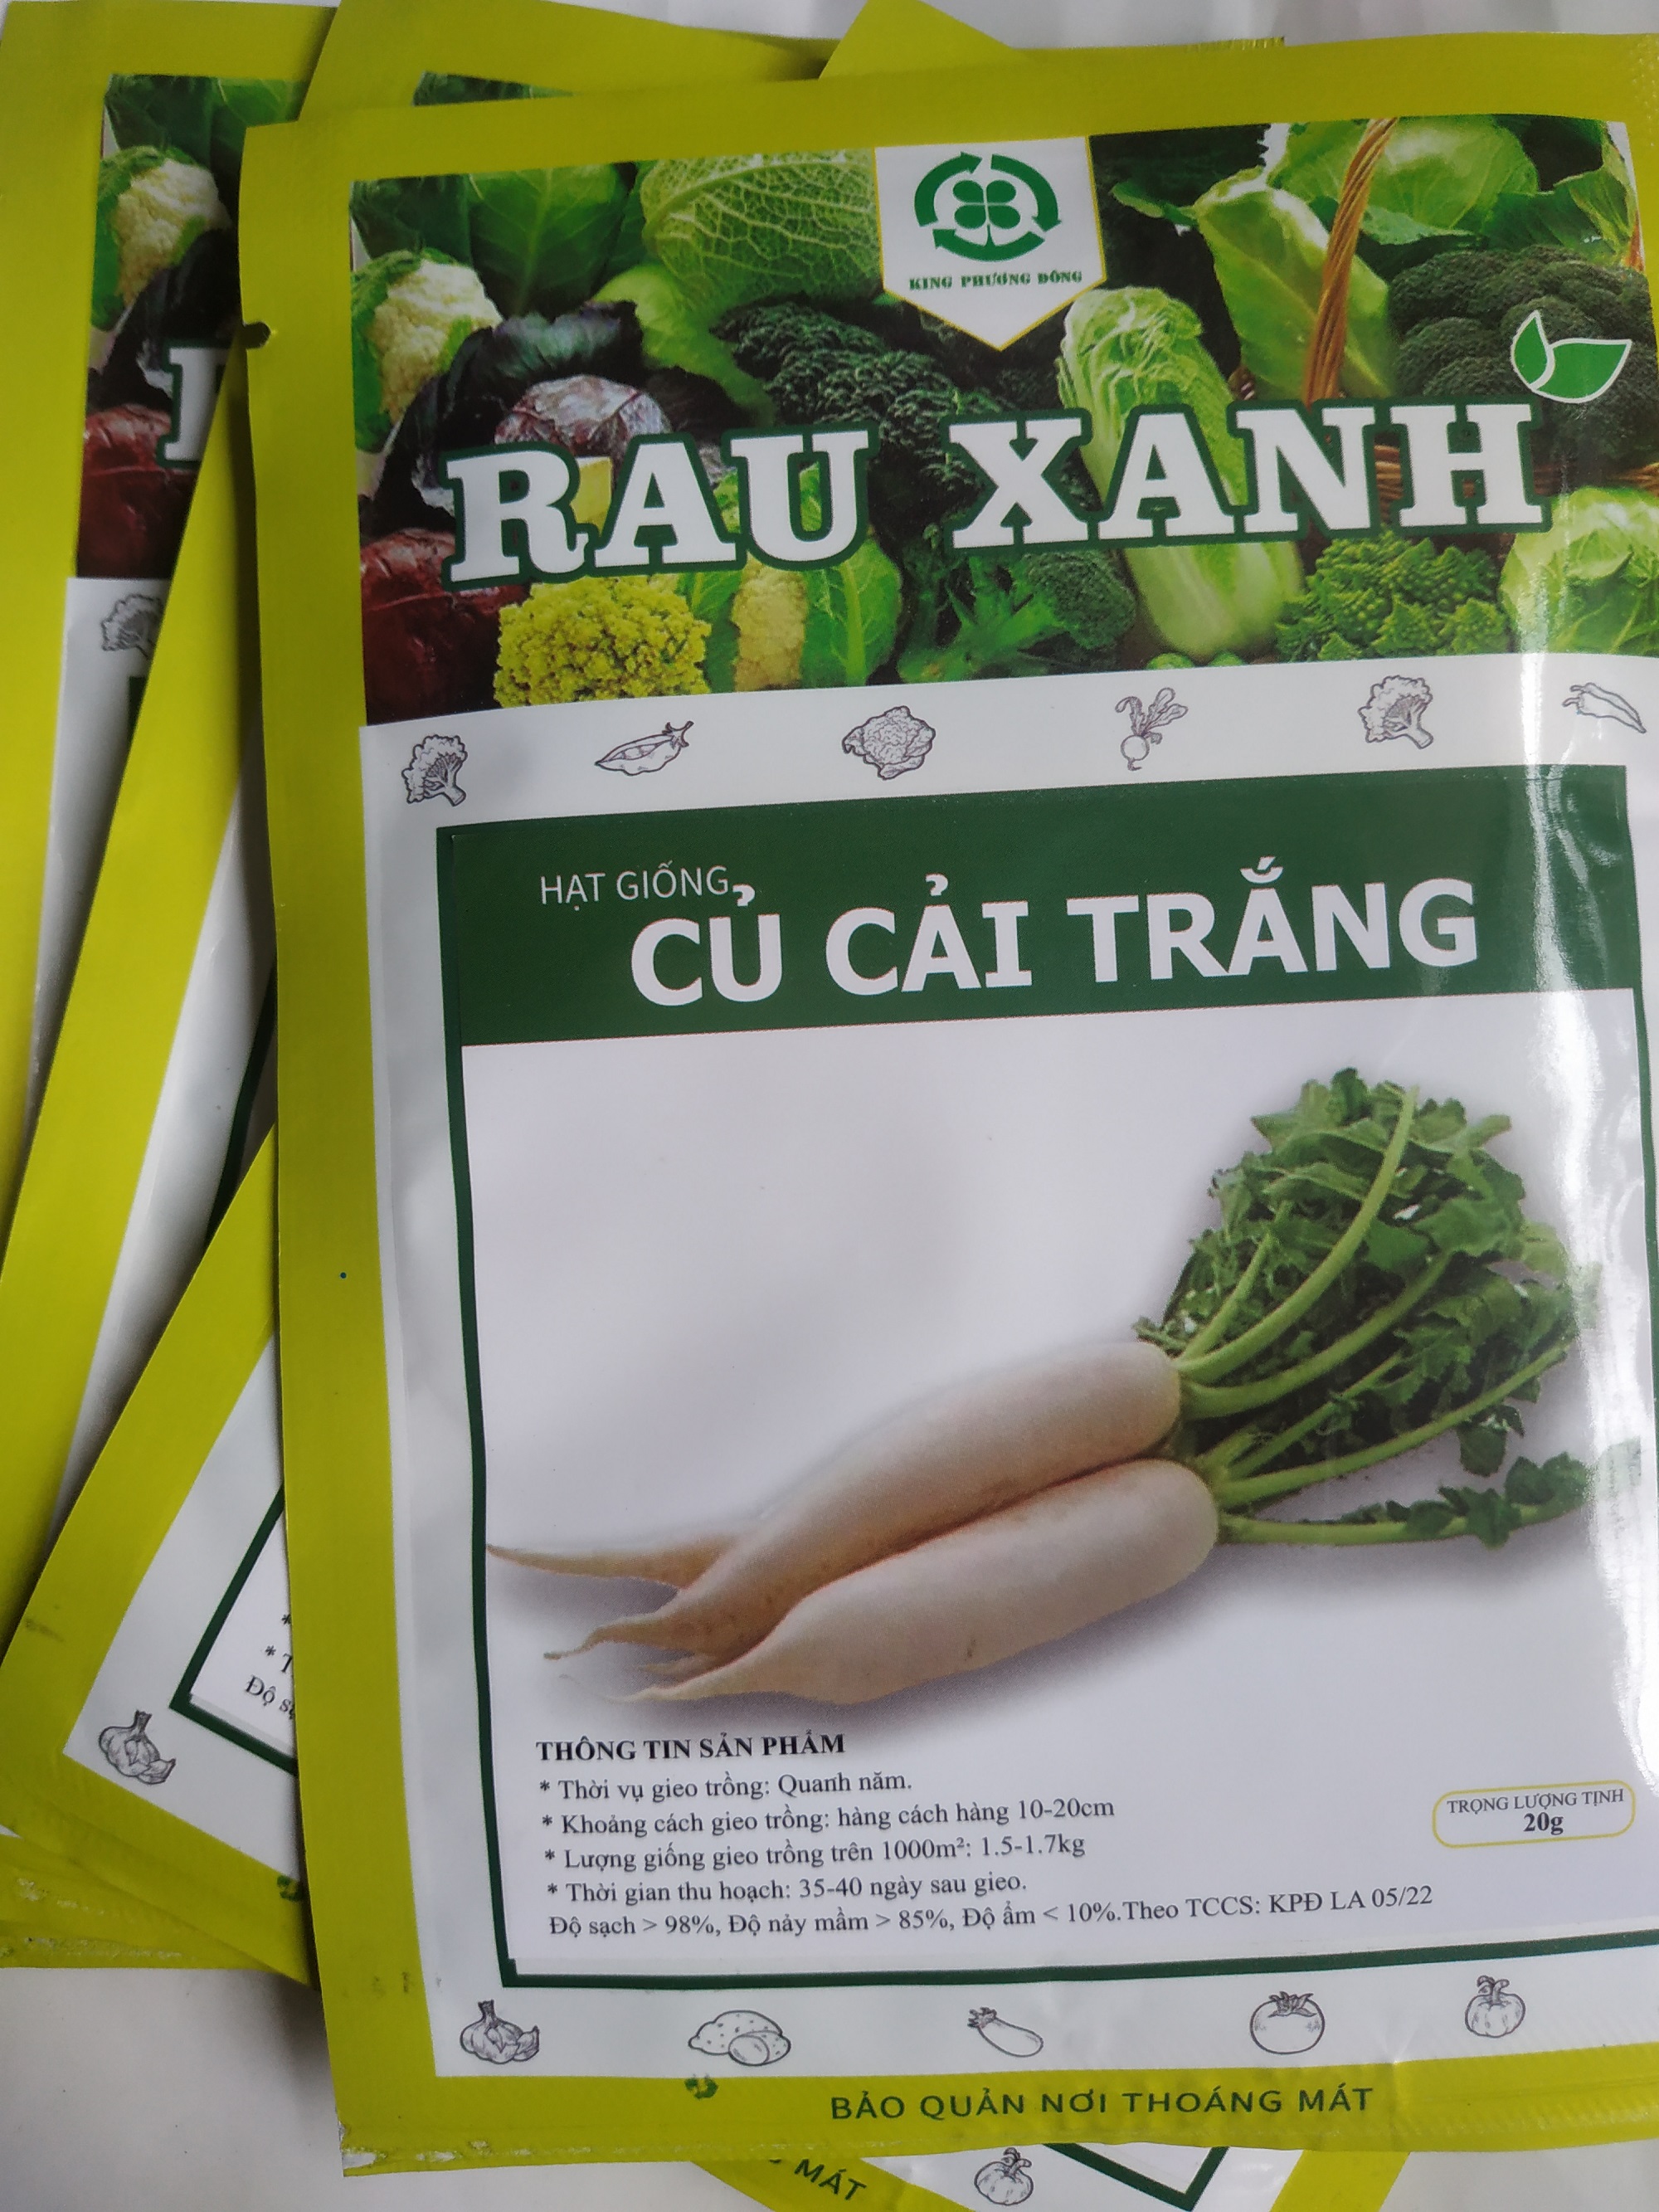 KING PHƯƠNG ĐÔNG
RAU XANH
HẠT GIỐNG
CỦ CẢI TRẮNG
THÔNG TIN SẢN PHẨM
* Thời vụ gieo trồng: Quanh năm.
* Khoảng cách gieo trồng: hàng cách hàng 10-20cm
* Lượng giống gieo trồng trên 1000m²: 1.5-1.7kg
* Thời gian thu hoạch: 35-40 ngày sau gieo.
Độ sạch > 98%, Độ nảy mầm > 85%, Độ ẩm < 10%.Theo TCCS: KPĐ LA 05/22
TRỌNG LƯỢNG TỊNH
20g
BẢO QUẢN NƠI THOÁNG MÁT
*
* T
Độ s
MÁT